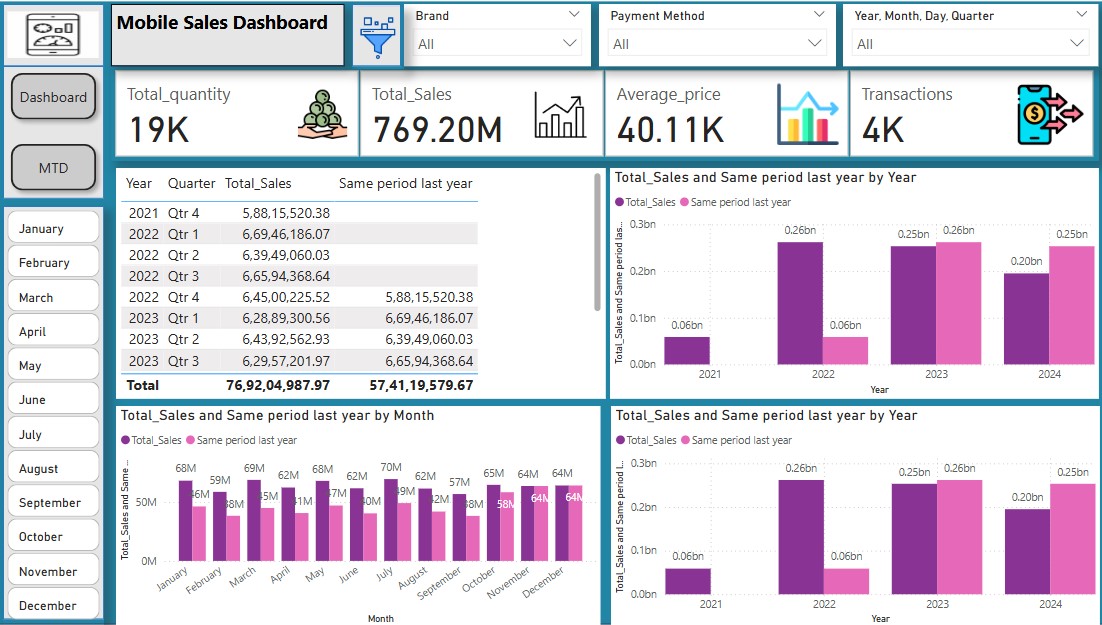 Mobile Sales Dashboard
Brand
All
Payment Method
All
Year, Month, Day, Quarter
All
Dashboard
MTD
Total_quantity
19K
Total_Sales
769.20M
Average_price
40.11K
Transactions
4K
January
February
March
April
May
June
July
August
September
October
November
December
Year Quarter Total_Sales Same period last year
2021 Qtr 4 5,88,15,520.38
2022 Qtr 1 6,69,46,186.07
2022 Qtr 2 6,39,49,060.03
2022 Qtr 3 6,65,94,368.64
2022 Qtr 4 6,45,00,225.52 5,88,15,520.38
2023 Qtr 1 6,28,89,300.56 6,69,46,186.07
2023 Qtr 2 6,43,92,562.93 6,39,49,060.03
2023 Qtr 3 6,29,57,201.97 6,65,94,368.64
Total 76,92,04,987.97 57,41,19,579.67
Total_Sales and Same period last year by Year
Total_Sales Same period last year
Total_Sales and Same period las...
0.3bn
0.2bn
0.1bn
0.0bn
0.06bn
0.26bn
0.06bn
0.25bn
0.26bn
0.20bn
0.25bn
2021 2022 2023 2024
Year
Total_Sales and Same period last year by Month
Total_Sales Same period last year
Total_Sales and Same ...
50M
0M
68M 46M 59M 38M 69M 45M 62M 41M 68M 47M 62M 40M 70M 49M 62M 42M 57M 38M 65M 58M 64M 64M 64M 64M
January February March April May June July August September October November December
Month
Total_Sales and Same period last year by Year
Total_Sales Same period last year
Total_Sales and Same period l...
0.3bn
0.2bn
0.1bn
0.0bn
0.06bn
0.26bn
0.06bn
0.25bn
0.26bn
0.20bn
0.25bn
2021 2022 2023 2024
Year